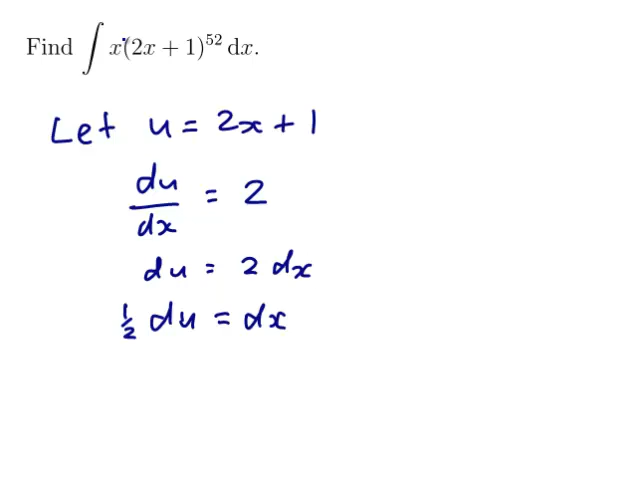 Find ∫ x(2x + 1)^52 dx.
Let u = 2x + 1
du/dx = 2
du = 2 dx
1/2 du = dx